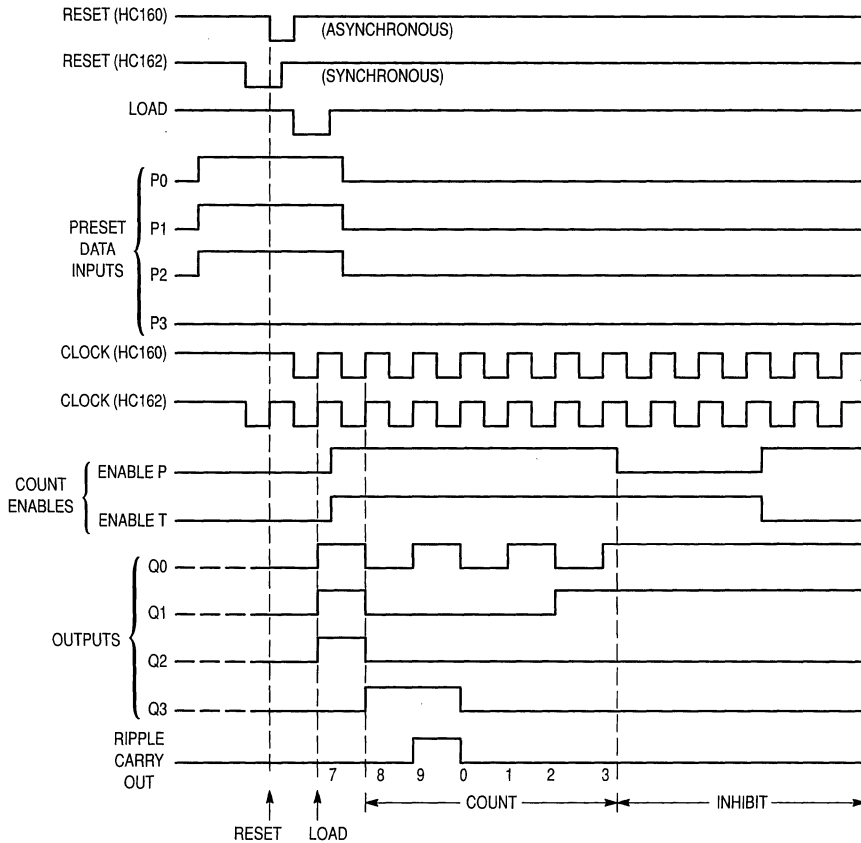 RESET (HC160)
(ASYNCHRONOUS)
RESET (HC162)
(SYNCHRONOUS)
LOAD
P0
P1
PRESET
DATA
INPUTS
P2
P3
CLOCK (HC160)
CLOCK (HC162)
ENABLE P
COUNT
ENABLES
ENABLE T
Q0
Q1
OUTPUTS
Q2
Q3
RIPPLE
CARRY
OUT
7 8 9 0 1 2 3
COUNT INHIBIT
RESET LOAD